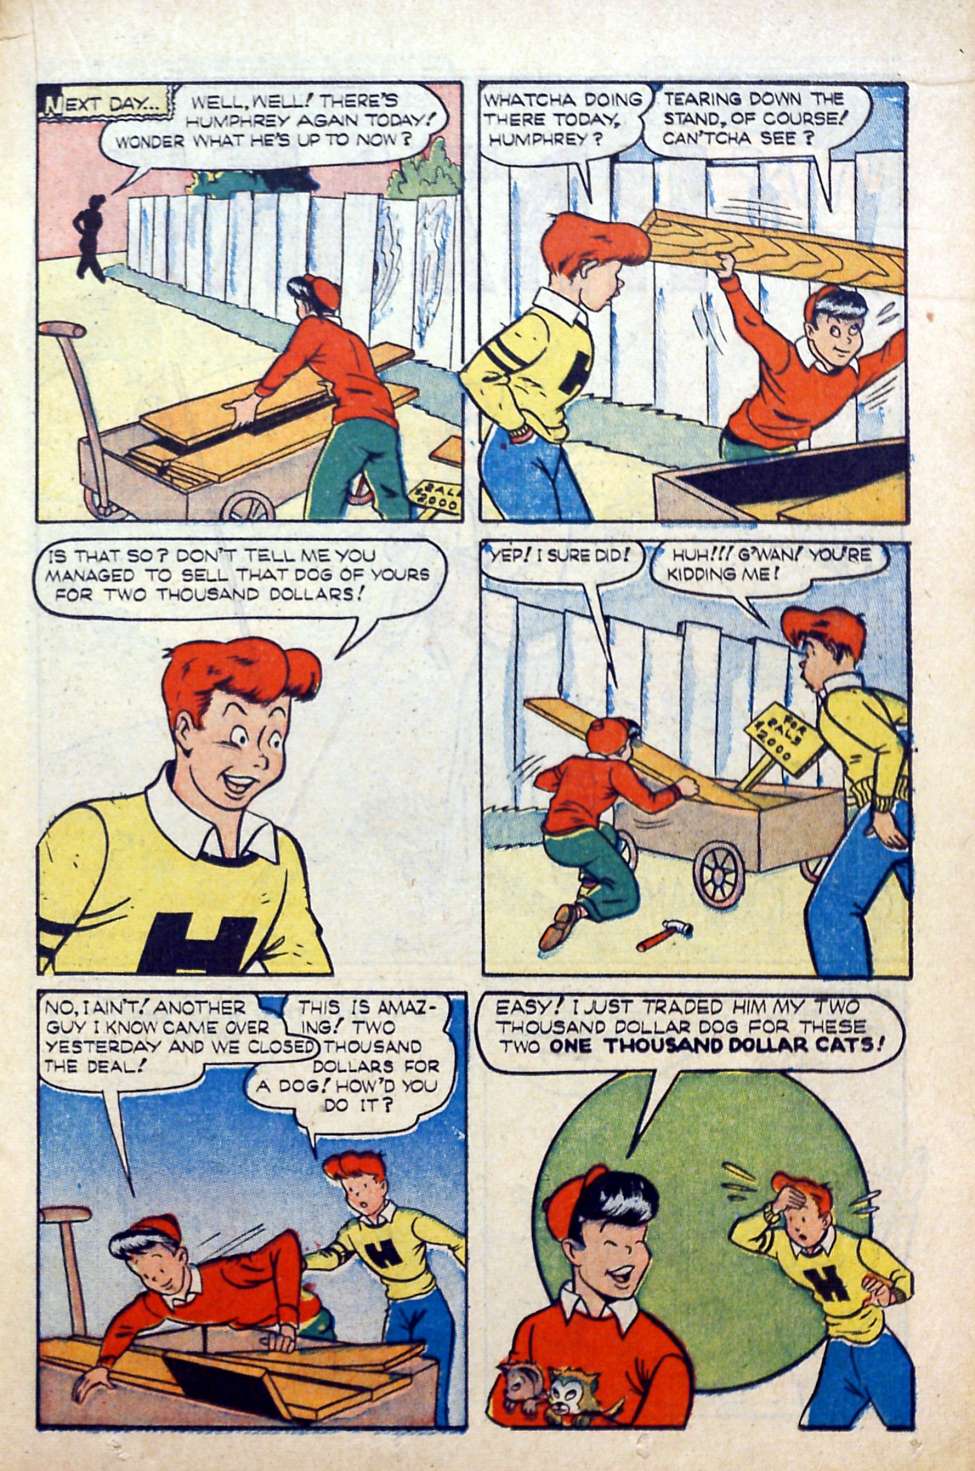 NEXT DAY...
WELL, WELL! THERE'S
HUMPHREY AGAIN TODAY!
WONDER WHAT HE'S UP TO NOW?
SALE
$2000
WHATCHA DOING
THERE TODAY,
HUMPHREY?
TEARING DOWN THE
STAND, OF COURSE!
CAN'TCHA SEE?
IS THAT SO? DON'T TELL ME YOU
MANAGED TO SELL THAT DOG OF YOURS
FOR TWO THOUSAND DOLLARS!
YEP! I SURE DID!
HUH!!! G'WAN! YOU'RE
KIDDING ME!
FOR
SALE
$2000
NO, I AIN'T! ANOTHER
GUY I KNOW CAME OVER
YESTERDAY AND WE CLOSED
THE DEAL!
THIS IS AMAZ-
ING! TWO
THOUSAND
DOLLARS FOR
A DOG! HOW'D YOU
DO IT?
H
EASY! I JUST TRADED HIM MY TWO
THOUSAND DOLLAR DOG FOR THESE
TWO ONE THOUSAND DOLLAR CATS!
H